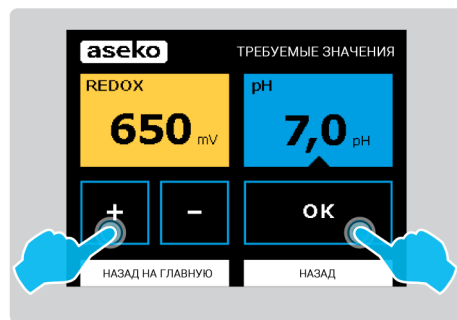 aseko ТРЕБУЕМЫЕ ЗНАЧЕНИЯ
REDOX pH
650 mV 7,0 pH
+ - OK
НАЗАД НА ГЛАВНУЮ НАЗАД